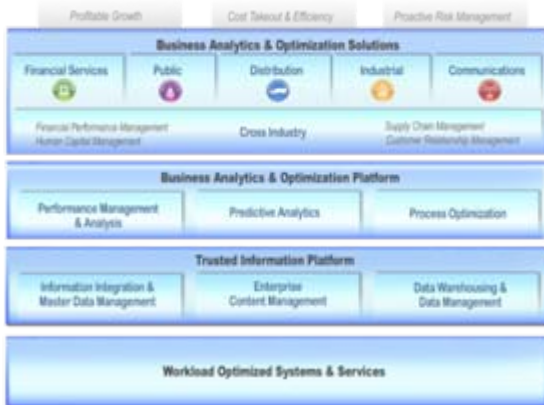 Profitable Growth    Cost Takeout & Efficiency    Proactive Risk Management
Business Analytics & Optimization Solutions
Financial Services    Public    Distribution    Industrial    Communications
Financial Performance Management    Cross Industry    Supply Chain Management
Human Capital Management    Customer Relationship Management
Business Analytics & Optimization Platform
Performance Management    Predictive Analytics    Process Optimization
& Analysis
Trusted Information Platform
Information Integration &    Enterprise    Data Warehousing &
Master Data Management    Content Management    Data Management
Workload Optimized Systems & Services